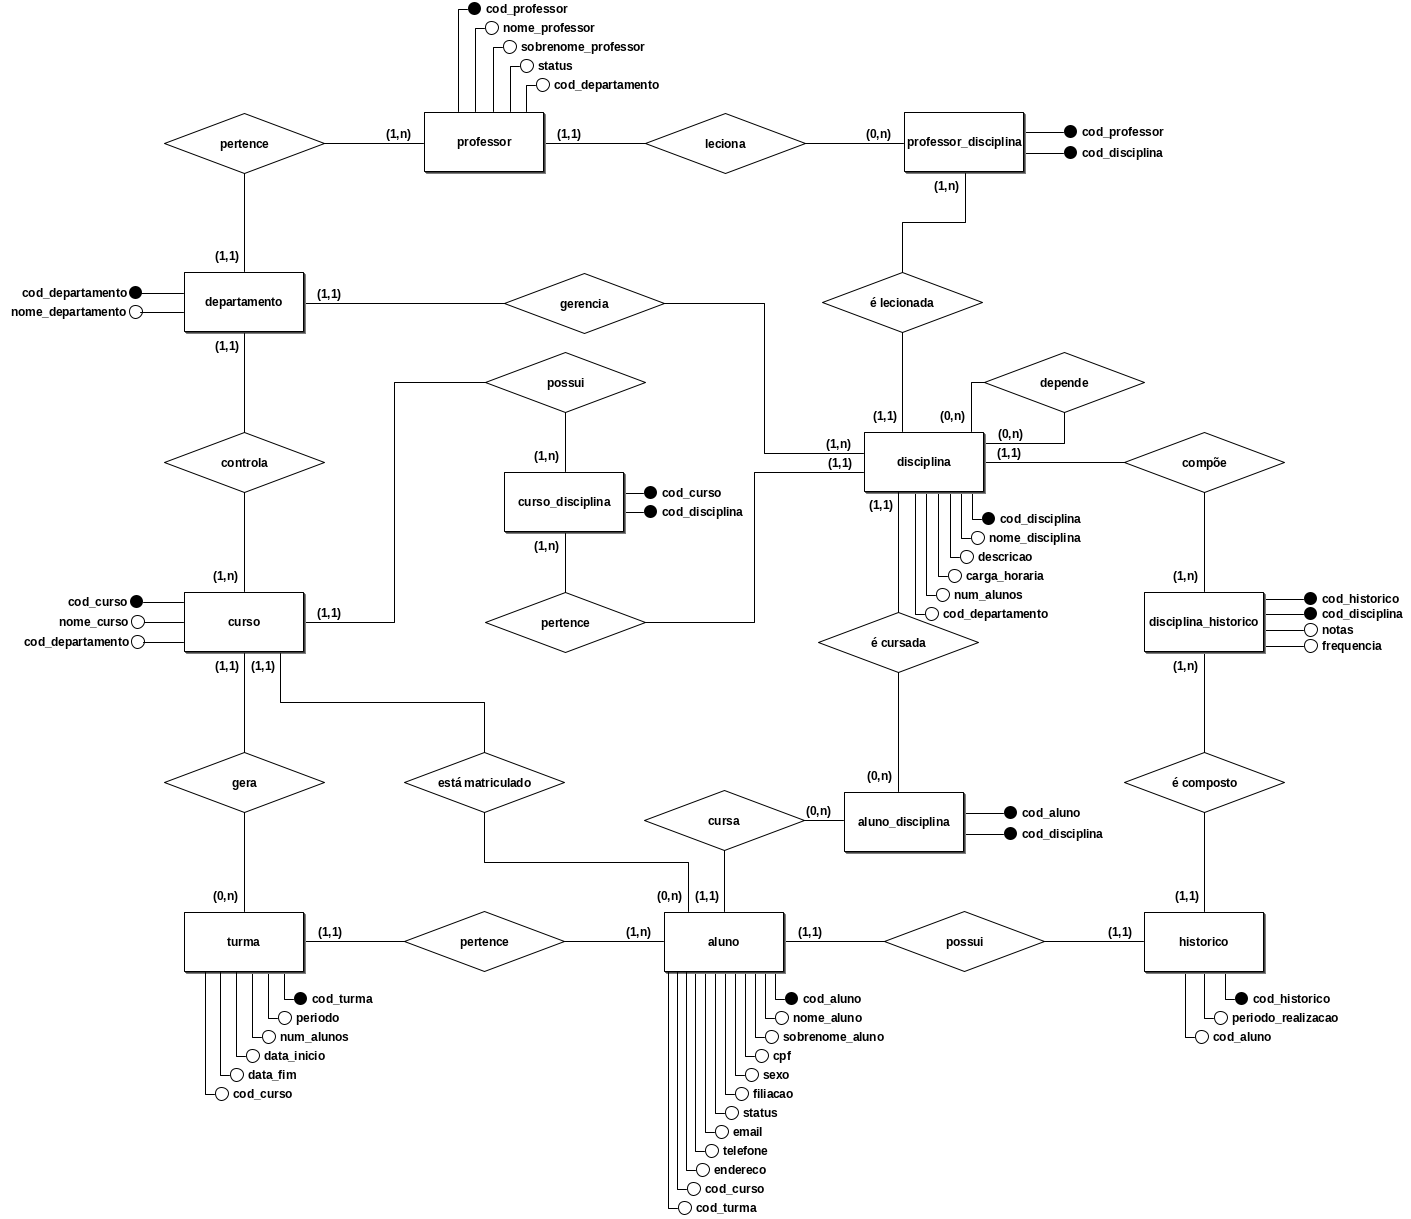 cod_professor
nome_professor
sobrenome_professor
status
cod_departamento
pertence
(1,n)
professor
(1,1)
leciona
(0,n)
professor_disciplina
cod_professor
cod_disciplina
(1,n)
(1,1)
cod_departamento
nome_departamento
departamento
(1,1)
gerencia
é lecionada
(1,1)
possui
depende
(1,1)
(0,n)
(1,n)
(0,n)
(1,n)
(1,1)
(1,1)
controla
disciplina
compõe
curso_disciplina
cod_curso
cod_disciplina
(1,1)
(1,n)
cod_disciplina
nome_disciplina
descricao
carga_horaria
num_alunos
cod_departamento
(1,n)
(1,n)
cod_curso
nome_curso
cod_departamento
curso
(1,1)
pertence
é cursada
disciplina_historico
cod_historico
cod_disciplina
notas
frequencia
(1,1)
(1,1)
(1,n)
gera
está matriculado
(0,n)
é composto
cursa
(0,n)
aluno_disciplina
cod_aluno
cod_disciplina
(0,n)
(0,n)
(1,1)
(1,1)
turma
(1,1)
pertence
(1,n)
aluno
(1,1)
possui
(1,1)
historico
cod_turma
periodo
num_alunos
data_inicio
data_fim
cod_curso
cod_aluno
nome_aluno
sobrenome_aluno
cpf
sexo
filiacao
status
email
telefone
endereco
cod_curso
cod_turma
cod_historico
periodo_realizacao
cod_aluno